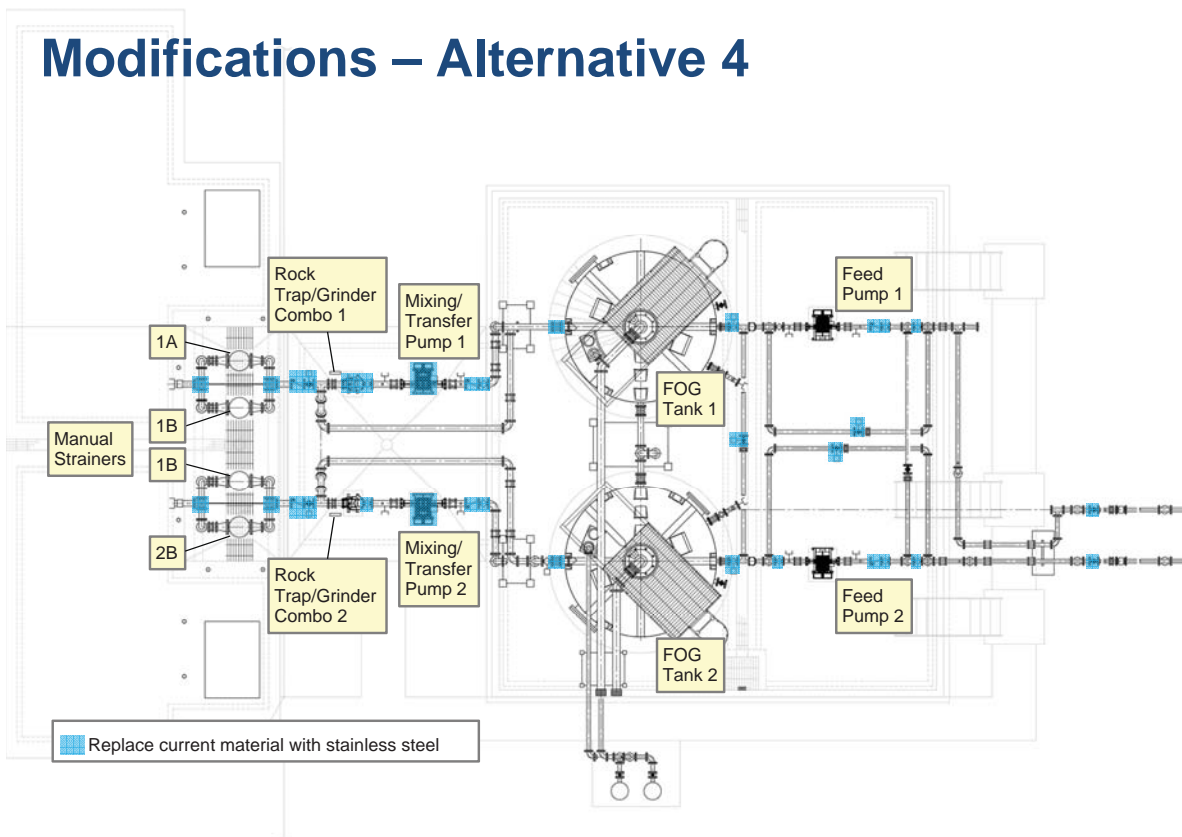 Modifications – Alternative 4
Rock
Trap/Grinder
Combo 1
Mixing/
Transfer
Pump 1
Feed
Pump 1
1A
FOG
Tank 1
1B
Manual
Strainers
1B
2B
Rock
Trap/Grinder
Combo 2
Mixing/
Transfer
Pump 2
Feed
Pump 2
FOG
Tank 2
Replace current material with stainless steel